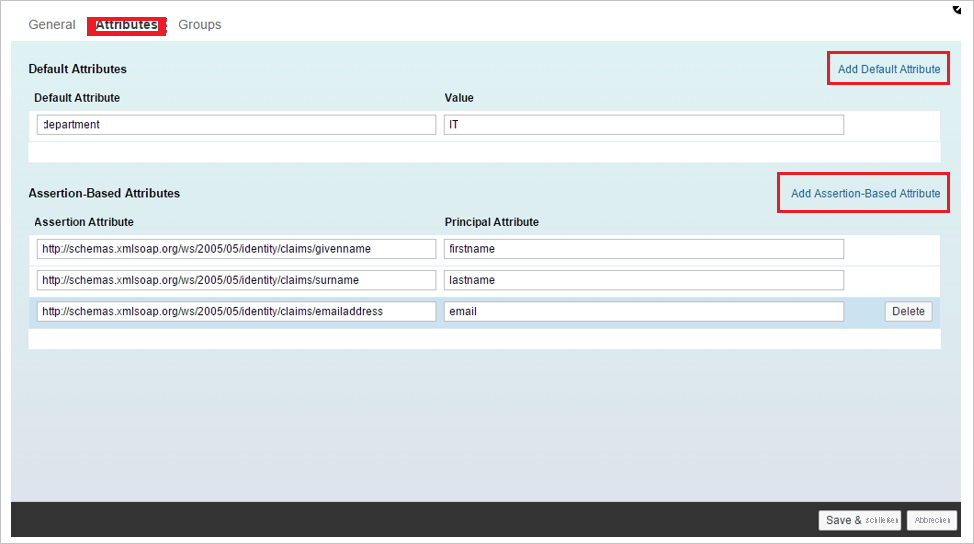 General Attributes Groups
Default Attributes Add Default Attribute
Default Attribute Value
department IT
Assertion-Based Attributes Add Assertion-Based Attribute
Assertion Attribute Principal Attribute
http://schemas.xmlsoap.org/ws/2005/05/identity/claims/givenname firstname
http://schemas.xmlsoap.org/ws/2005/05/identity/claims/surname lastname
http://schemas.xmlsoap.org/ws/2005/05/identity/claims/emailaddress email Delete
Save & schließen Abbrechen